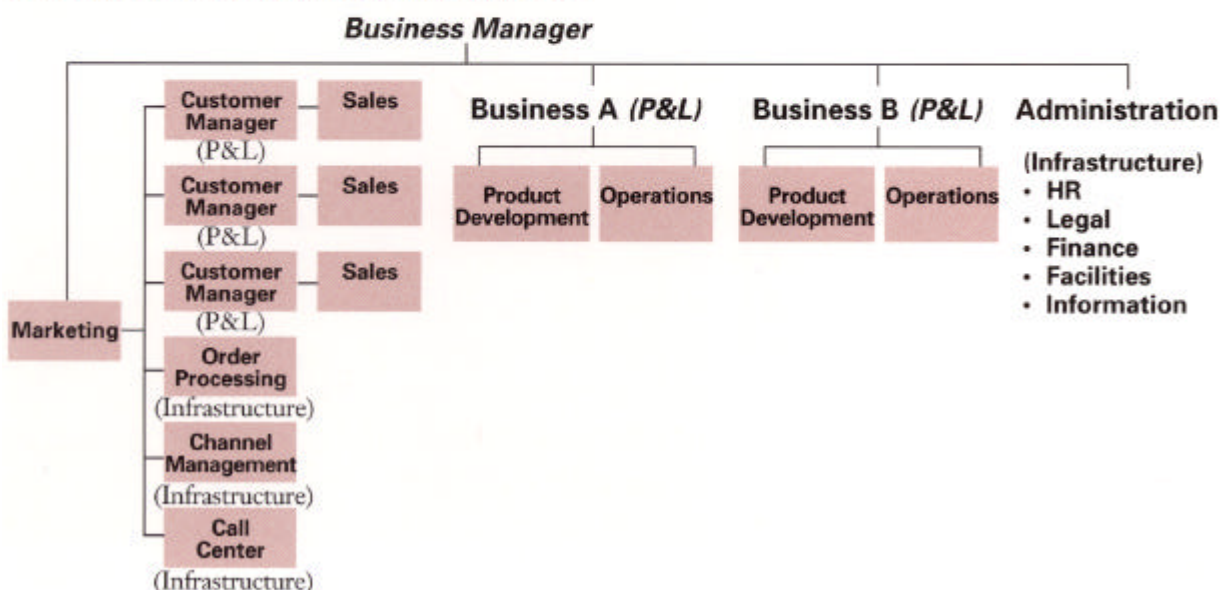 Business Manager
Customer
Manager
(P&L)
Sales
Customer
Manager
(P&L)
Sales
Customer
Manager
(P&L)
Sales
Marketing
Order
Processing
(Infrastructure)
Channel
Management
(Infrastructure)
Call
Center
(Infrastructure)
Business A (P&L)
Product
Development
Operations
Business B (P&L)
Product
Development
Operations
Administration
(Infrastructure)
• HR
• Legal
• Finance
• Facilities
• Information